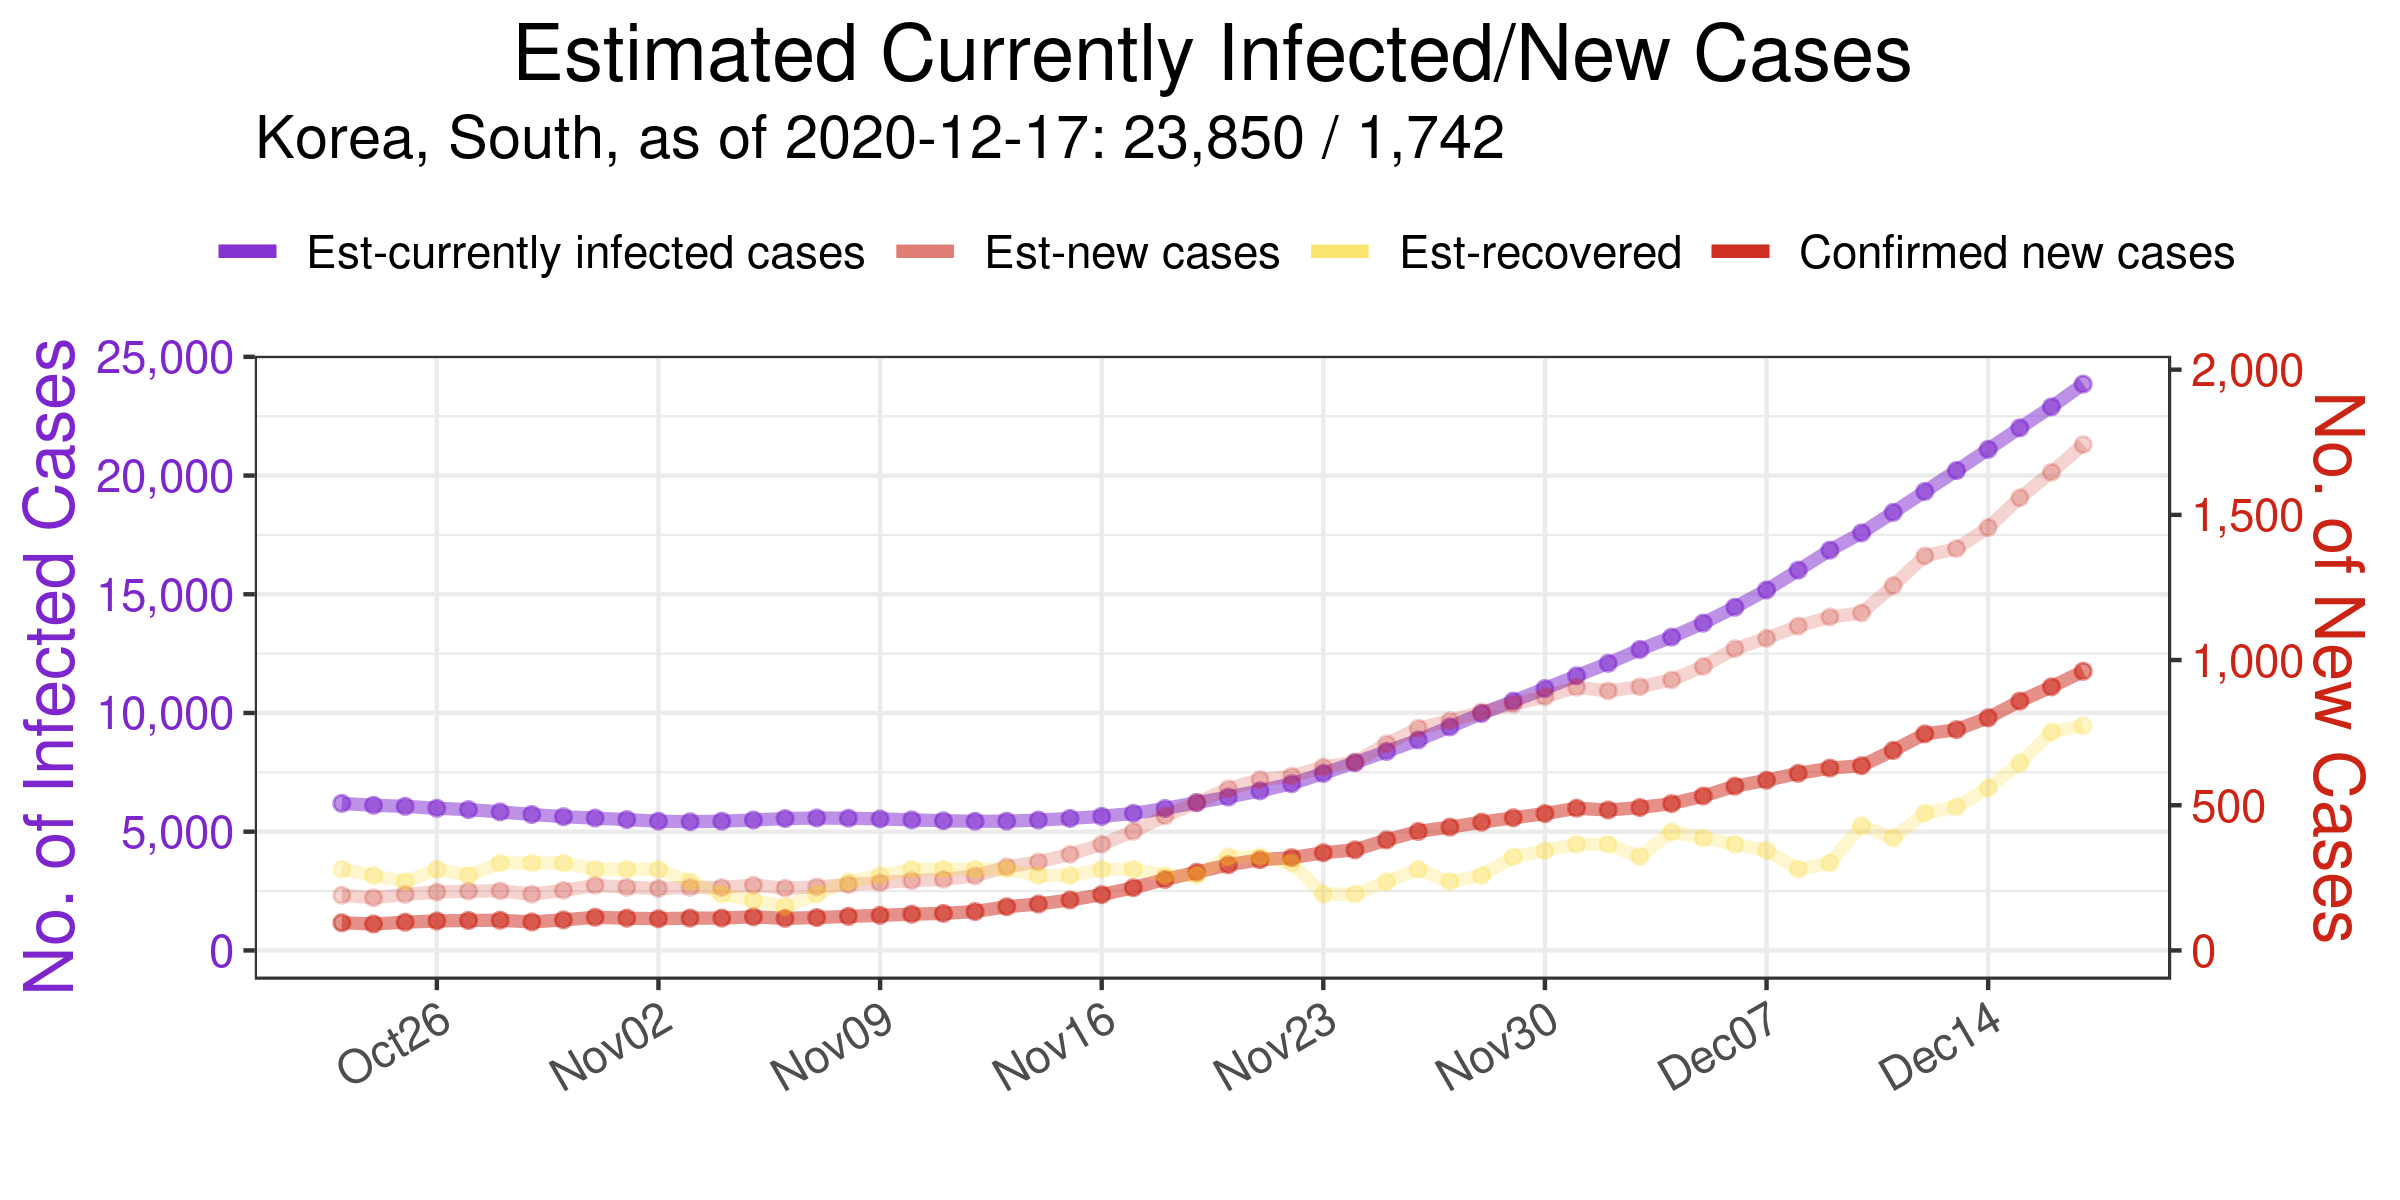 Estimated Currently Infected/New Cases
Korea, South, as of 2020-12-17: 23,850 / 1,742
Est-currently infected cases Est-new cases Est-recovered Confirmed new cases
No. of Infected Cases
25,000
20,000
15,000
10,000
5,000
0
2,000
1,500
1,000
500
0
No. of New Cases
Oct26 Nov02 Nov09 Nov16 Nov23 Nov30 Dec07 Dec14